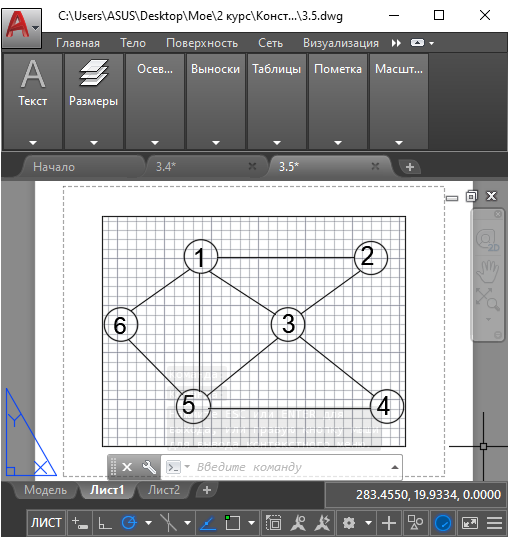 C:\Users\ASUS\Desktop\Мое\2 курс\Конст...\3.5.dwg
Главная Тело Поверхность Сеть Визуализация
A Осев... Выноски Таблицы Пометка Масшт...
Текст Размеры
Начало 3.4* 3.5*
2D
1 2
6 3
5 4
Y
X
Введите команду
Модель Лист1 Лист2 +
283.4550, 19.9334, 0.0000
ЛИСТ